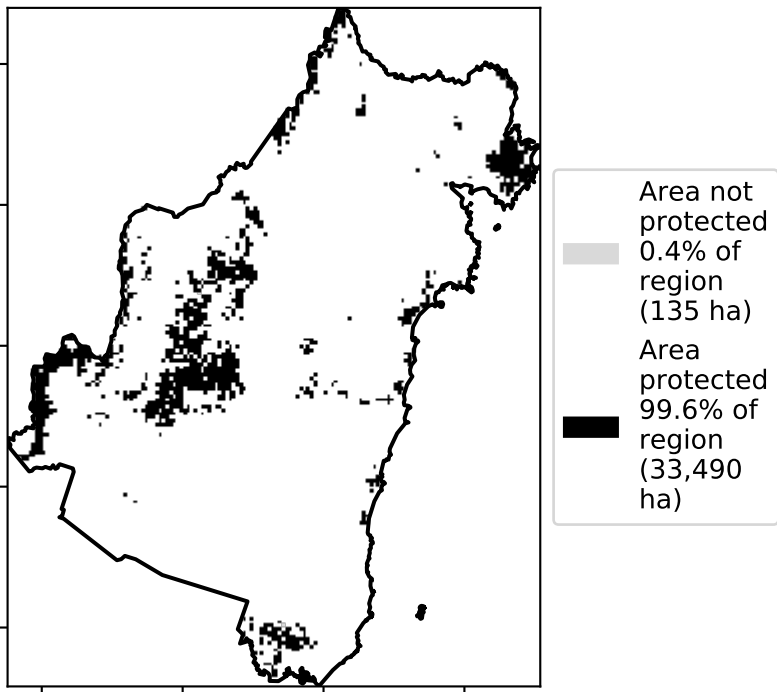 Area not
protected
0.4% of
region
(135 ha)
Area
protected
99.6% of
region
(33,490
ha)